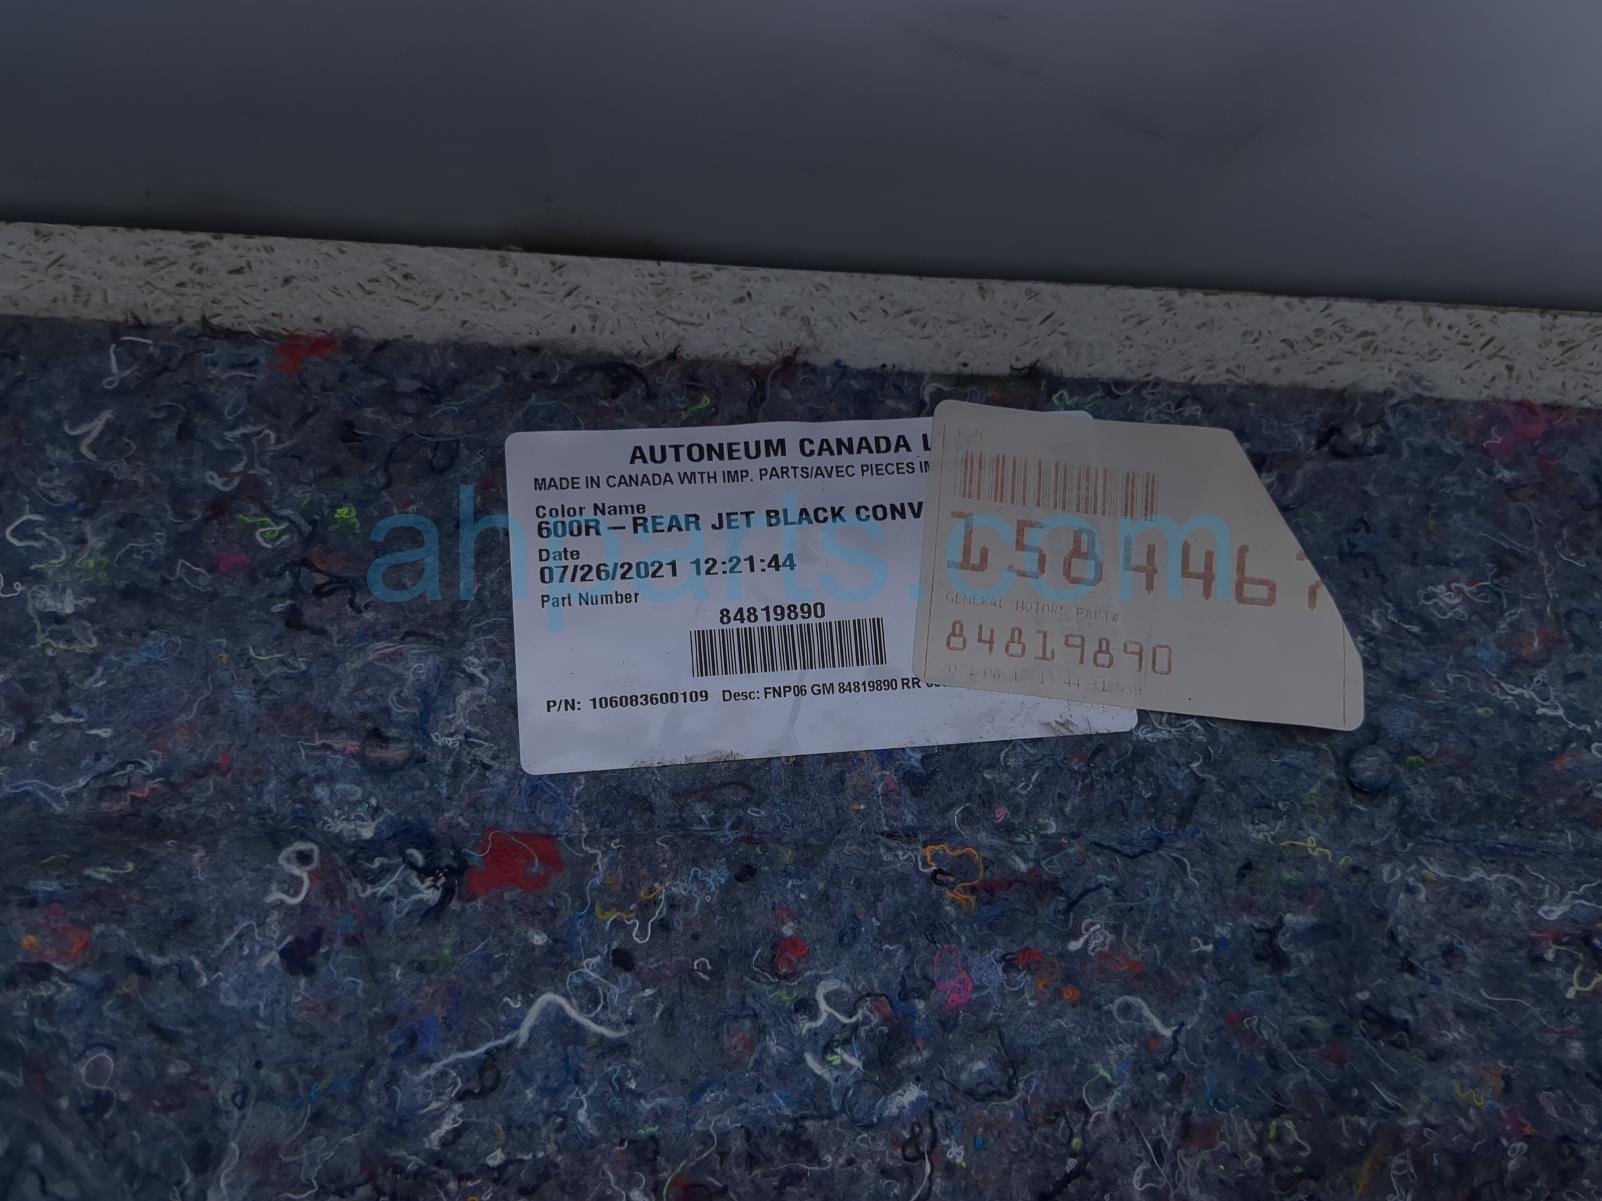 AUTONEUM CANADA L
MADE IN CANADA WITH IMP. PARTS/AVEC PIECES IM
Color Name
600R-REAR JET BLACK CONV
Date
07/26/2021 12:21:44
Part Number
84819890
P/N: 106083600109 Desc: FNP06 GM 84819890 RR
GENERAL MOTORS PART#
84819890
ahparts.com